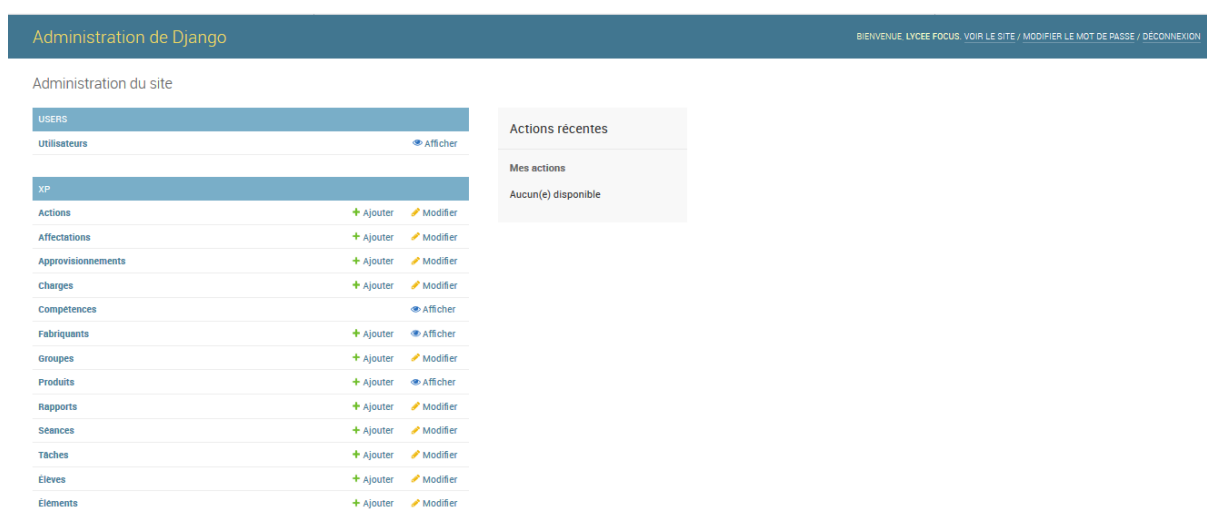 Administration de Django
BIENVENUE, LYCEE FOCUS. VOIR LE SITE / MODIFIER LE MOT DE PASSE / DÉCONNEXION
Administration du site
USERS
Utilisateurs Afficher
XP
Actions Ajouter Modifier
Affectations Ajouter Modifier
Approvisionnements Ajouter Modifier
Charges Ajouter Modifier
Compétences Afficher
Fabriquants Ajouter Afficher
Groupes Ajouter Modifier
Produits Ajouter Afficher
Rapports Ajouter Modifier
Séances Ajouter Modifier
Tâches Ajouter Modifier
Élèves Ajouter Modifier
Éléments Ajouter Modifier
Actions récentes
Mes actions
Aucun(e) disponible